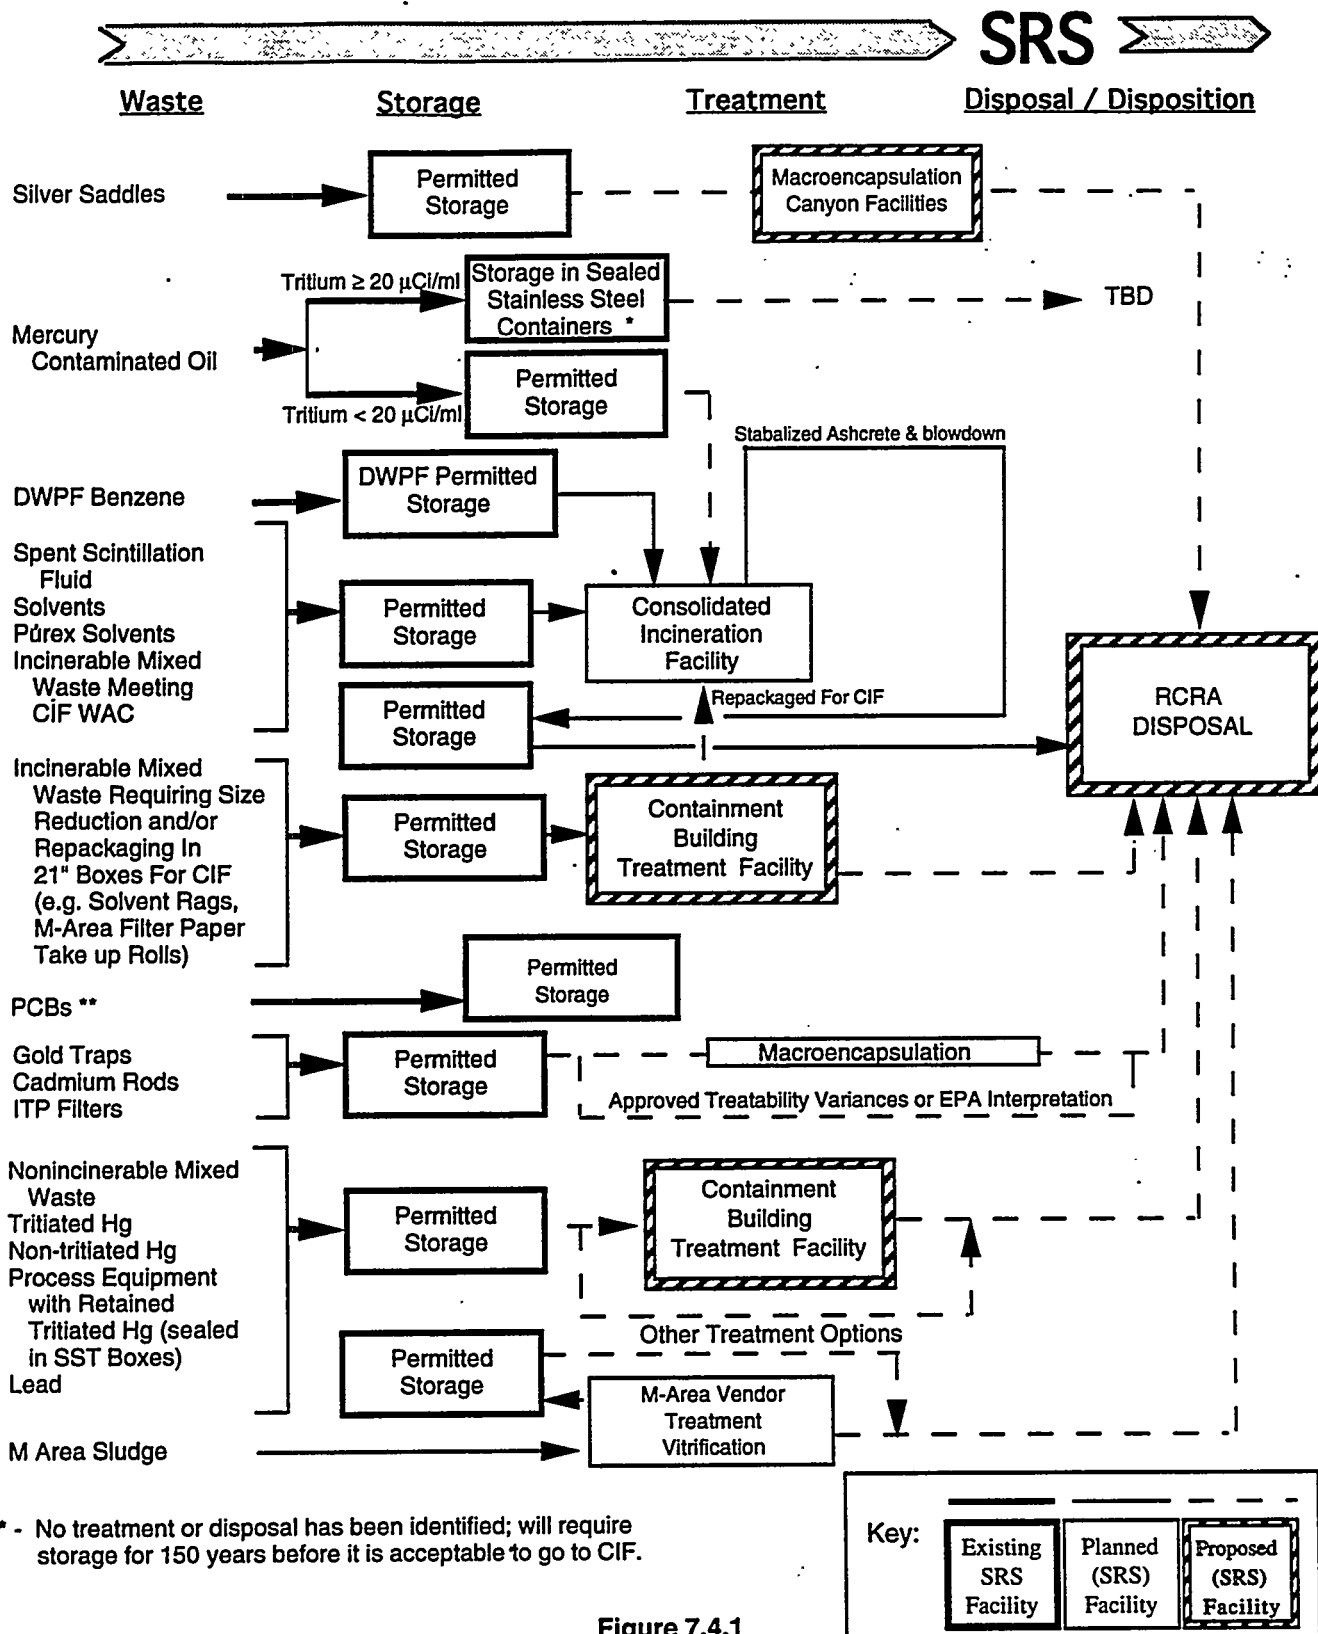 SRS
Waste
Storage
Treatment
Disposal / Disposition
Silver Saddles
Permitted
Storage
Macroencapsulation
Canyon Facilities
Tritium ≥ 20 μCi/ml
Storage in Sealed
Stainless Steel
Containers *
TBD
Mercury
Contaminated Oil
Permitted
Storage
Tritium < 20 μCi/ml
Stabalized Ashcrete & blowdown
DWPF Benzene
DWPF Permitted
Storage
Spent Scintillation
Fluid
Solvents
Purex Solvents
Incinerable Mixed
Waste Meeting
CIF WAC
Permitted
Storage
Consolidated
Incineration
Facility
Permitted
Storage
Repackaged For CIF
RCRA
DISPOSAL
Incinerable Mixed
Waste Requiring Size
Reduction and/or
Repackaging In
21" Boxes For CIF
(e.g. Solvent Rags,
M-Area Filter Paper
Take up Rolls)
Permitted
Storage
Containment
Building
Treatment Facility
PCBs **
Permitted
Storage
Gold Traps
Cadmium Rods
ITP Filters
Permitted
Storage
Macroencapsulation
Approved Treatability Variances or EPA Interpretation
Nonincinerable Mixed
Waste
Tritiated Hg
Non-tritiated Hg
Process Equipment
with Retained
Tritiated Hg (sealed
in SST Boxes)
Lead
Permitted
Storage
Containment
Building
Treatment Facility
Other Treatment Options
Permitted
Storage
M-Area Vendor
Treatment
Vitrification
M Area Sludge
* - No treatment or disposal has been identified; will require
storage for 150 years before it is acceptable to go to CIF.
Key:
Existing
SRS
Facility
Planned
(SRS)
Facility
Proposed
(SRS)
Facility
Figure 7.4.1